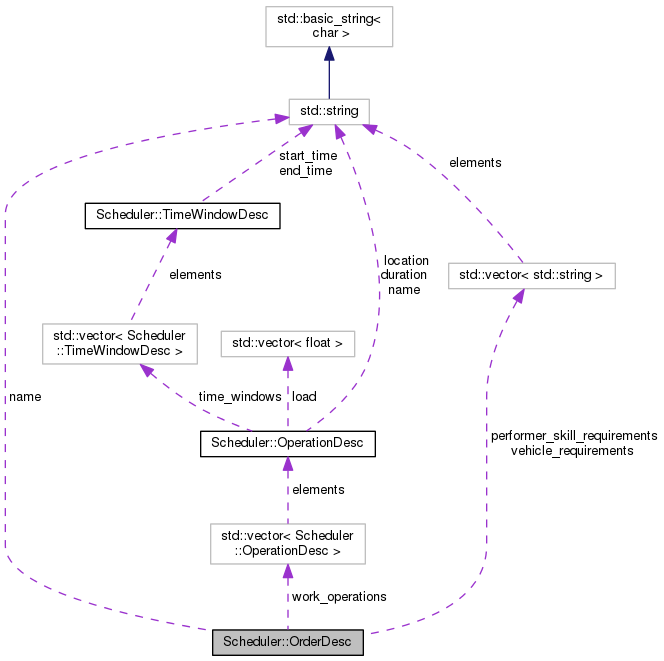 std::basic_string<
char >
std::string
start_time
end_time
elements
Scheduler::TimeWindowDesc
location
duration
name
std::vector< std::string >
elements
std::vector< Scheduler
::TimeWindowDesc >
std::vector< float >
name
time_windows
load
Scheduler::OperationDesc
performer_skill_requirements
vehicle_requirements
elements
std::vector< Scheduler
::OperationDesc >
work_operations
Scheduler::OrderDesc